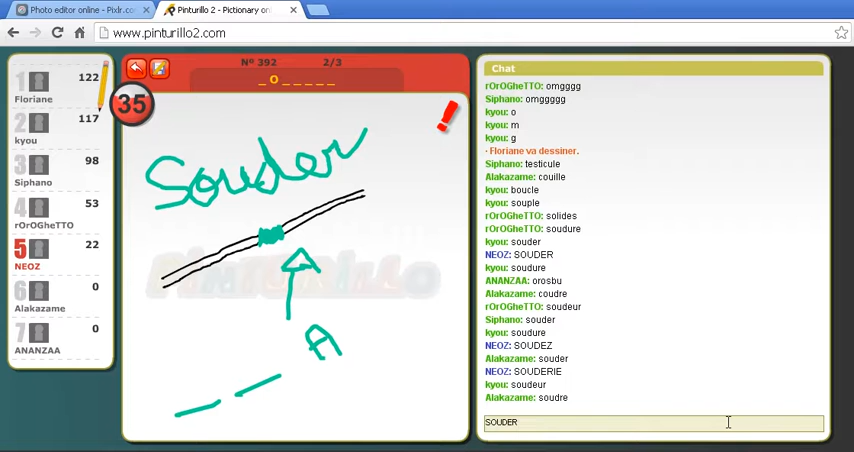 Photo editor online - Pixlr.co
Pinturillo 2 - Pictionary on
www.pinturillo2.com
1 Floriane 122
2 kyou 117
3 Siphano 98
4 rOrOGheTTO 53
5 NEOZ 22
6 Alakazame 0
7 ANANZAA 0
Nº 392 2/3
_ O _ _ _ _ _
35
!
Souder
A
PINTURILLO
Chat
rOrOGheTTO: omgggg
Siphano: omggggg
kyou: o
kyou: m
kyou: g
· Floriane va dessiner.
Siphano: testicule
Alakazame: couille
kyou: boucle
kyou: souple
rOrOGheTTO: solides
rOrOGheTTO: soudure
kyou: souder
NEOZ: SOUDER
kyou: soudure
ANANZAA: orosbu
Alakazame: coudre
rOrOGheTTO: soudeur
Siphano: souder
kyou: soudure
NEOZ: SOUDEZ
Alakazame: souder
NEOZ: SOUDERIE
kyou: soudeur
Alakazame: soudre
SOUDER